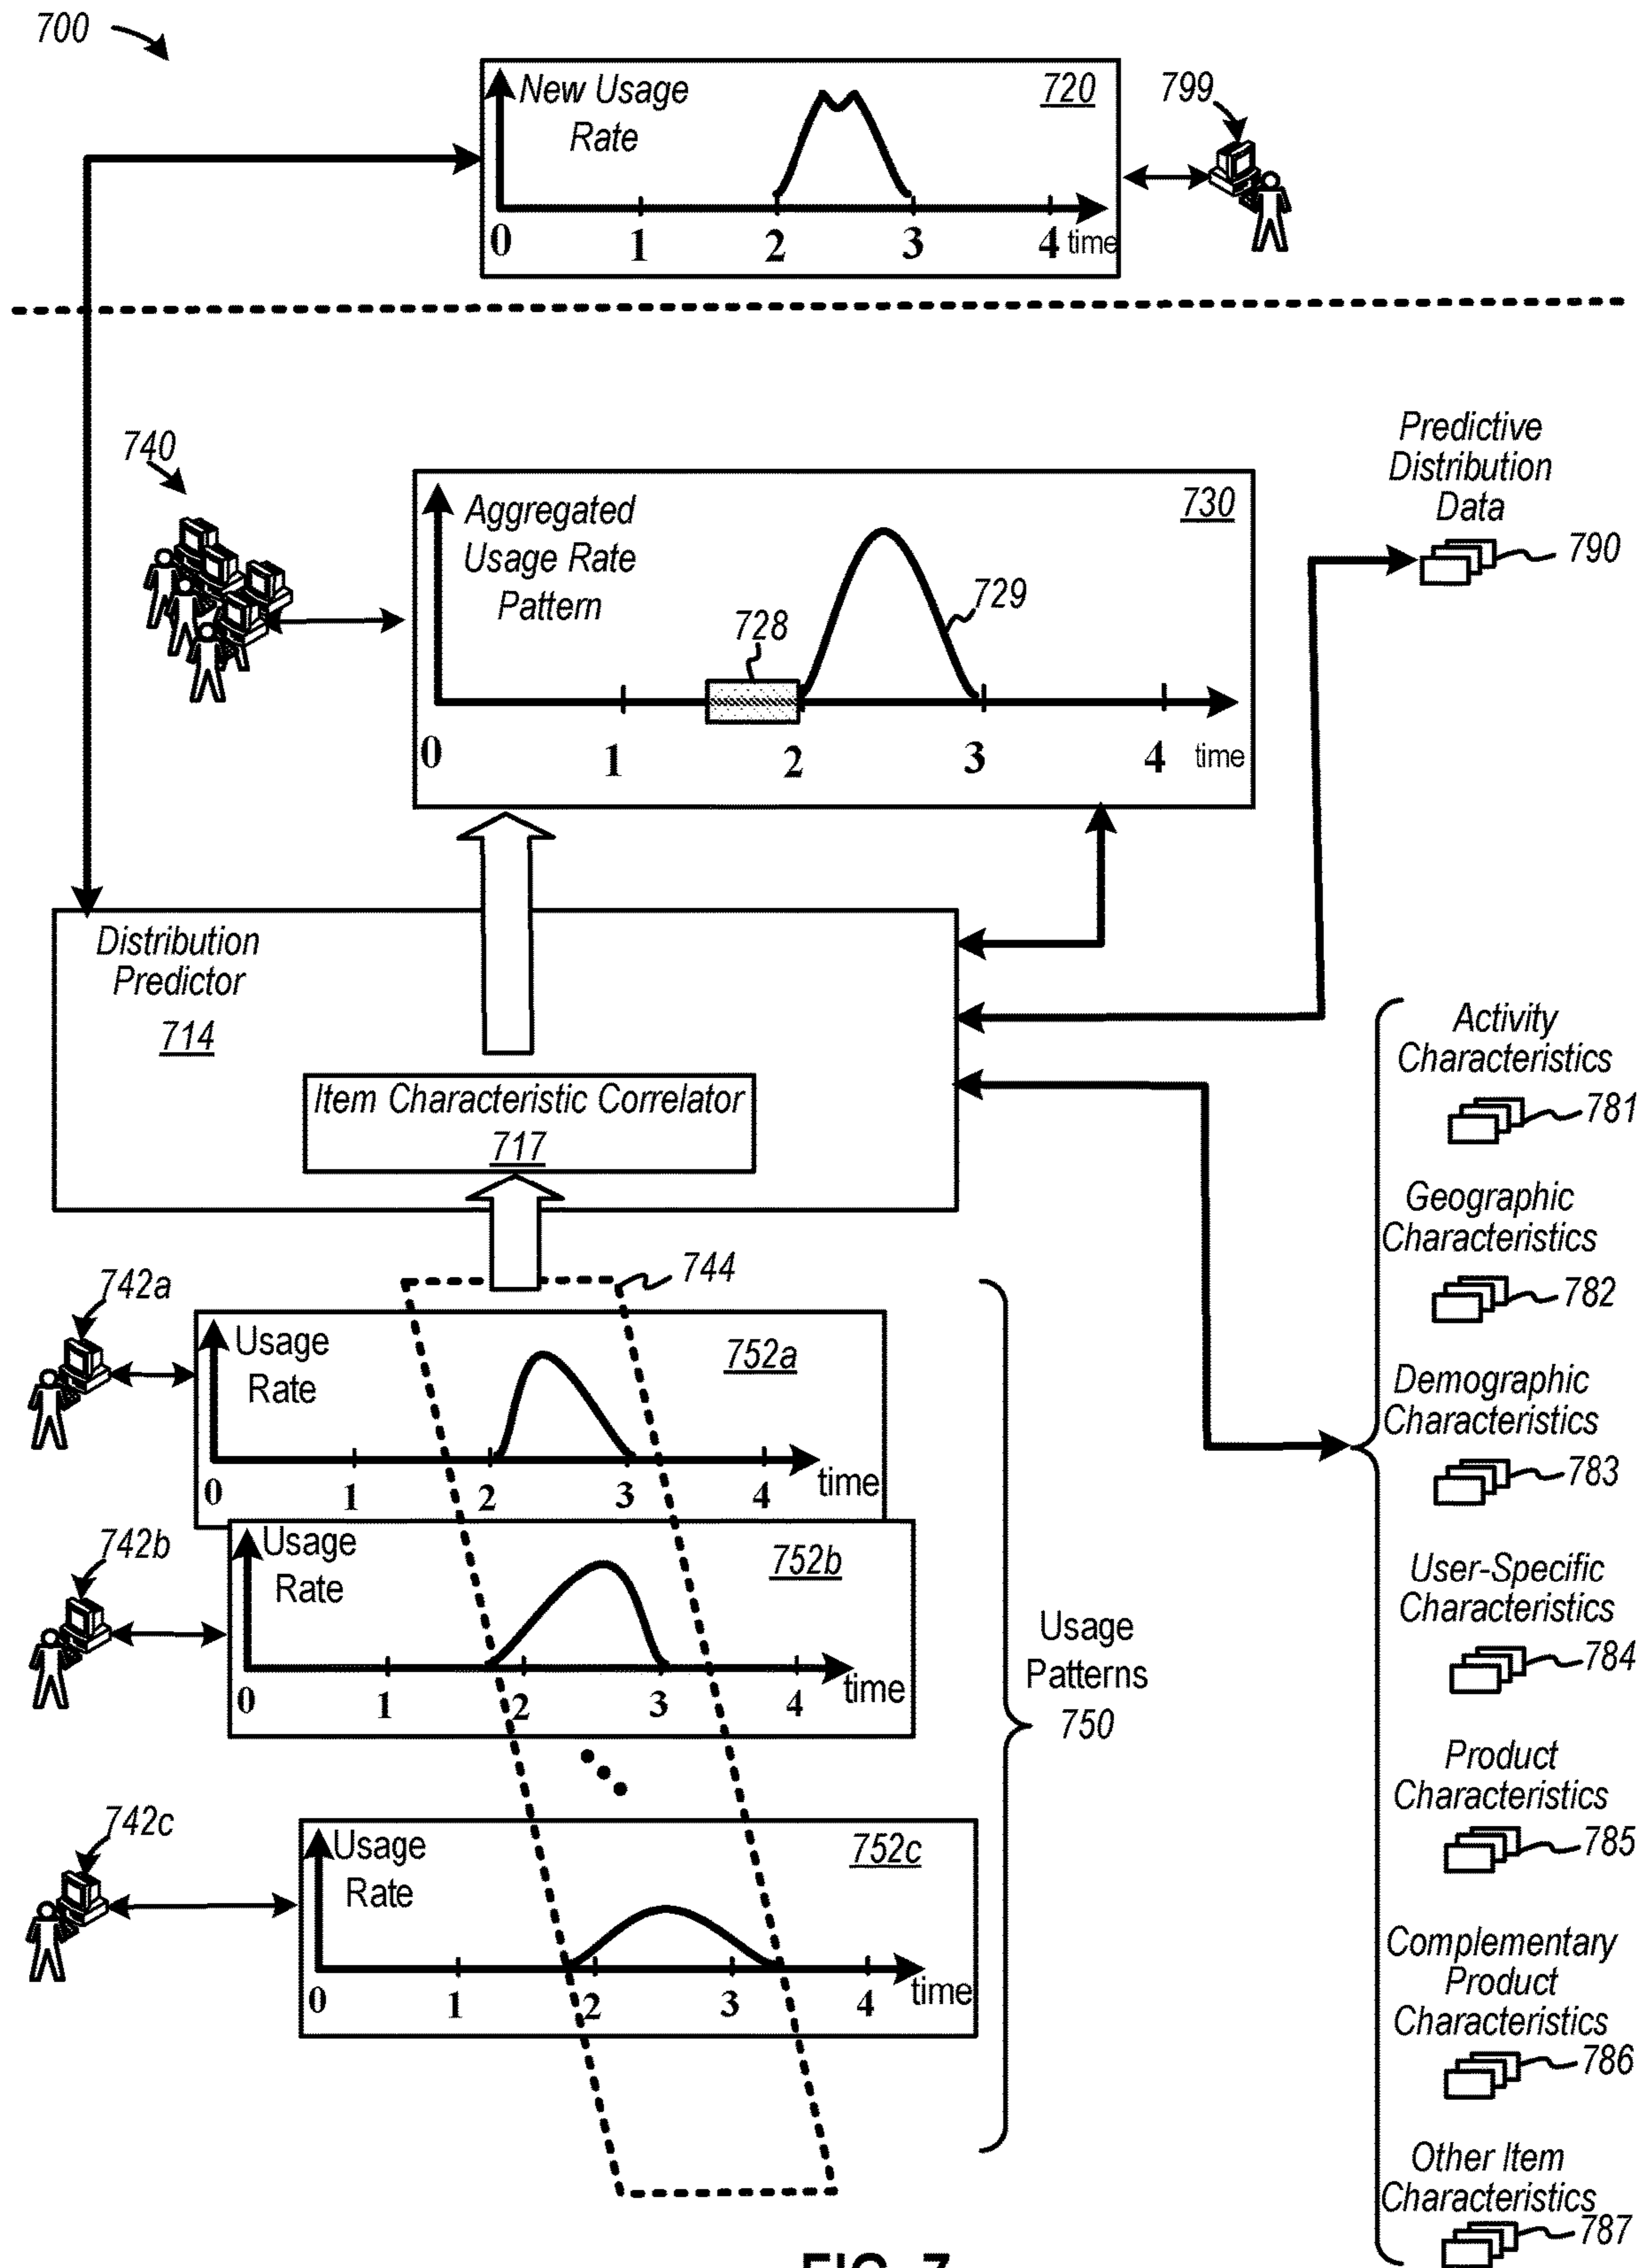 700
New Usage
Rate
720
799
0 1 2 3 4 time
740
Aggregated
Usage Rate
Pattern
730
728
729
0 1 2 3 4 time
Predictive
Distribution
Data
790
Distribution
Predictor
714
Item Characteristic Correlator
717
744
742a
Usage
Rate
752a
0 1 2 3 4 time
742b
Usage
Rate
752b
0 1 2 3 4 time
742c
Usage
Rate
752c
0 1 2 3 4 time
Usage
Patterns
750
Activity
Characteristics
781
Geographic
Characteristics
782
Demographic
Characteristics
783
User-Specific
Characteristics
784
Product
Characteristics
785
Complementary
Product
Characteristics
786
Other Item
Characteristics
787
FIG. 7